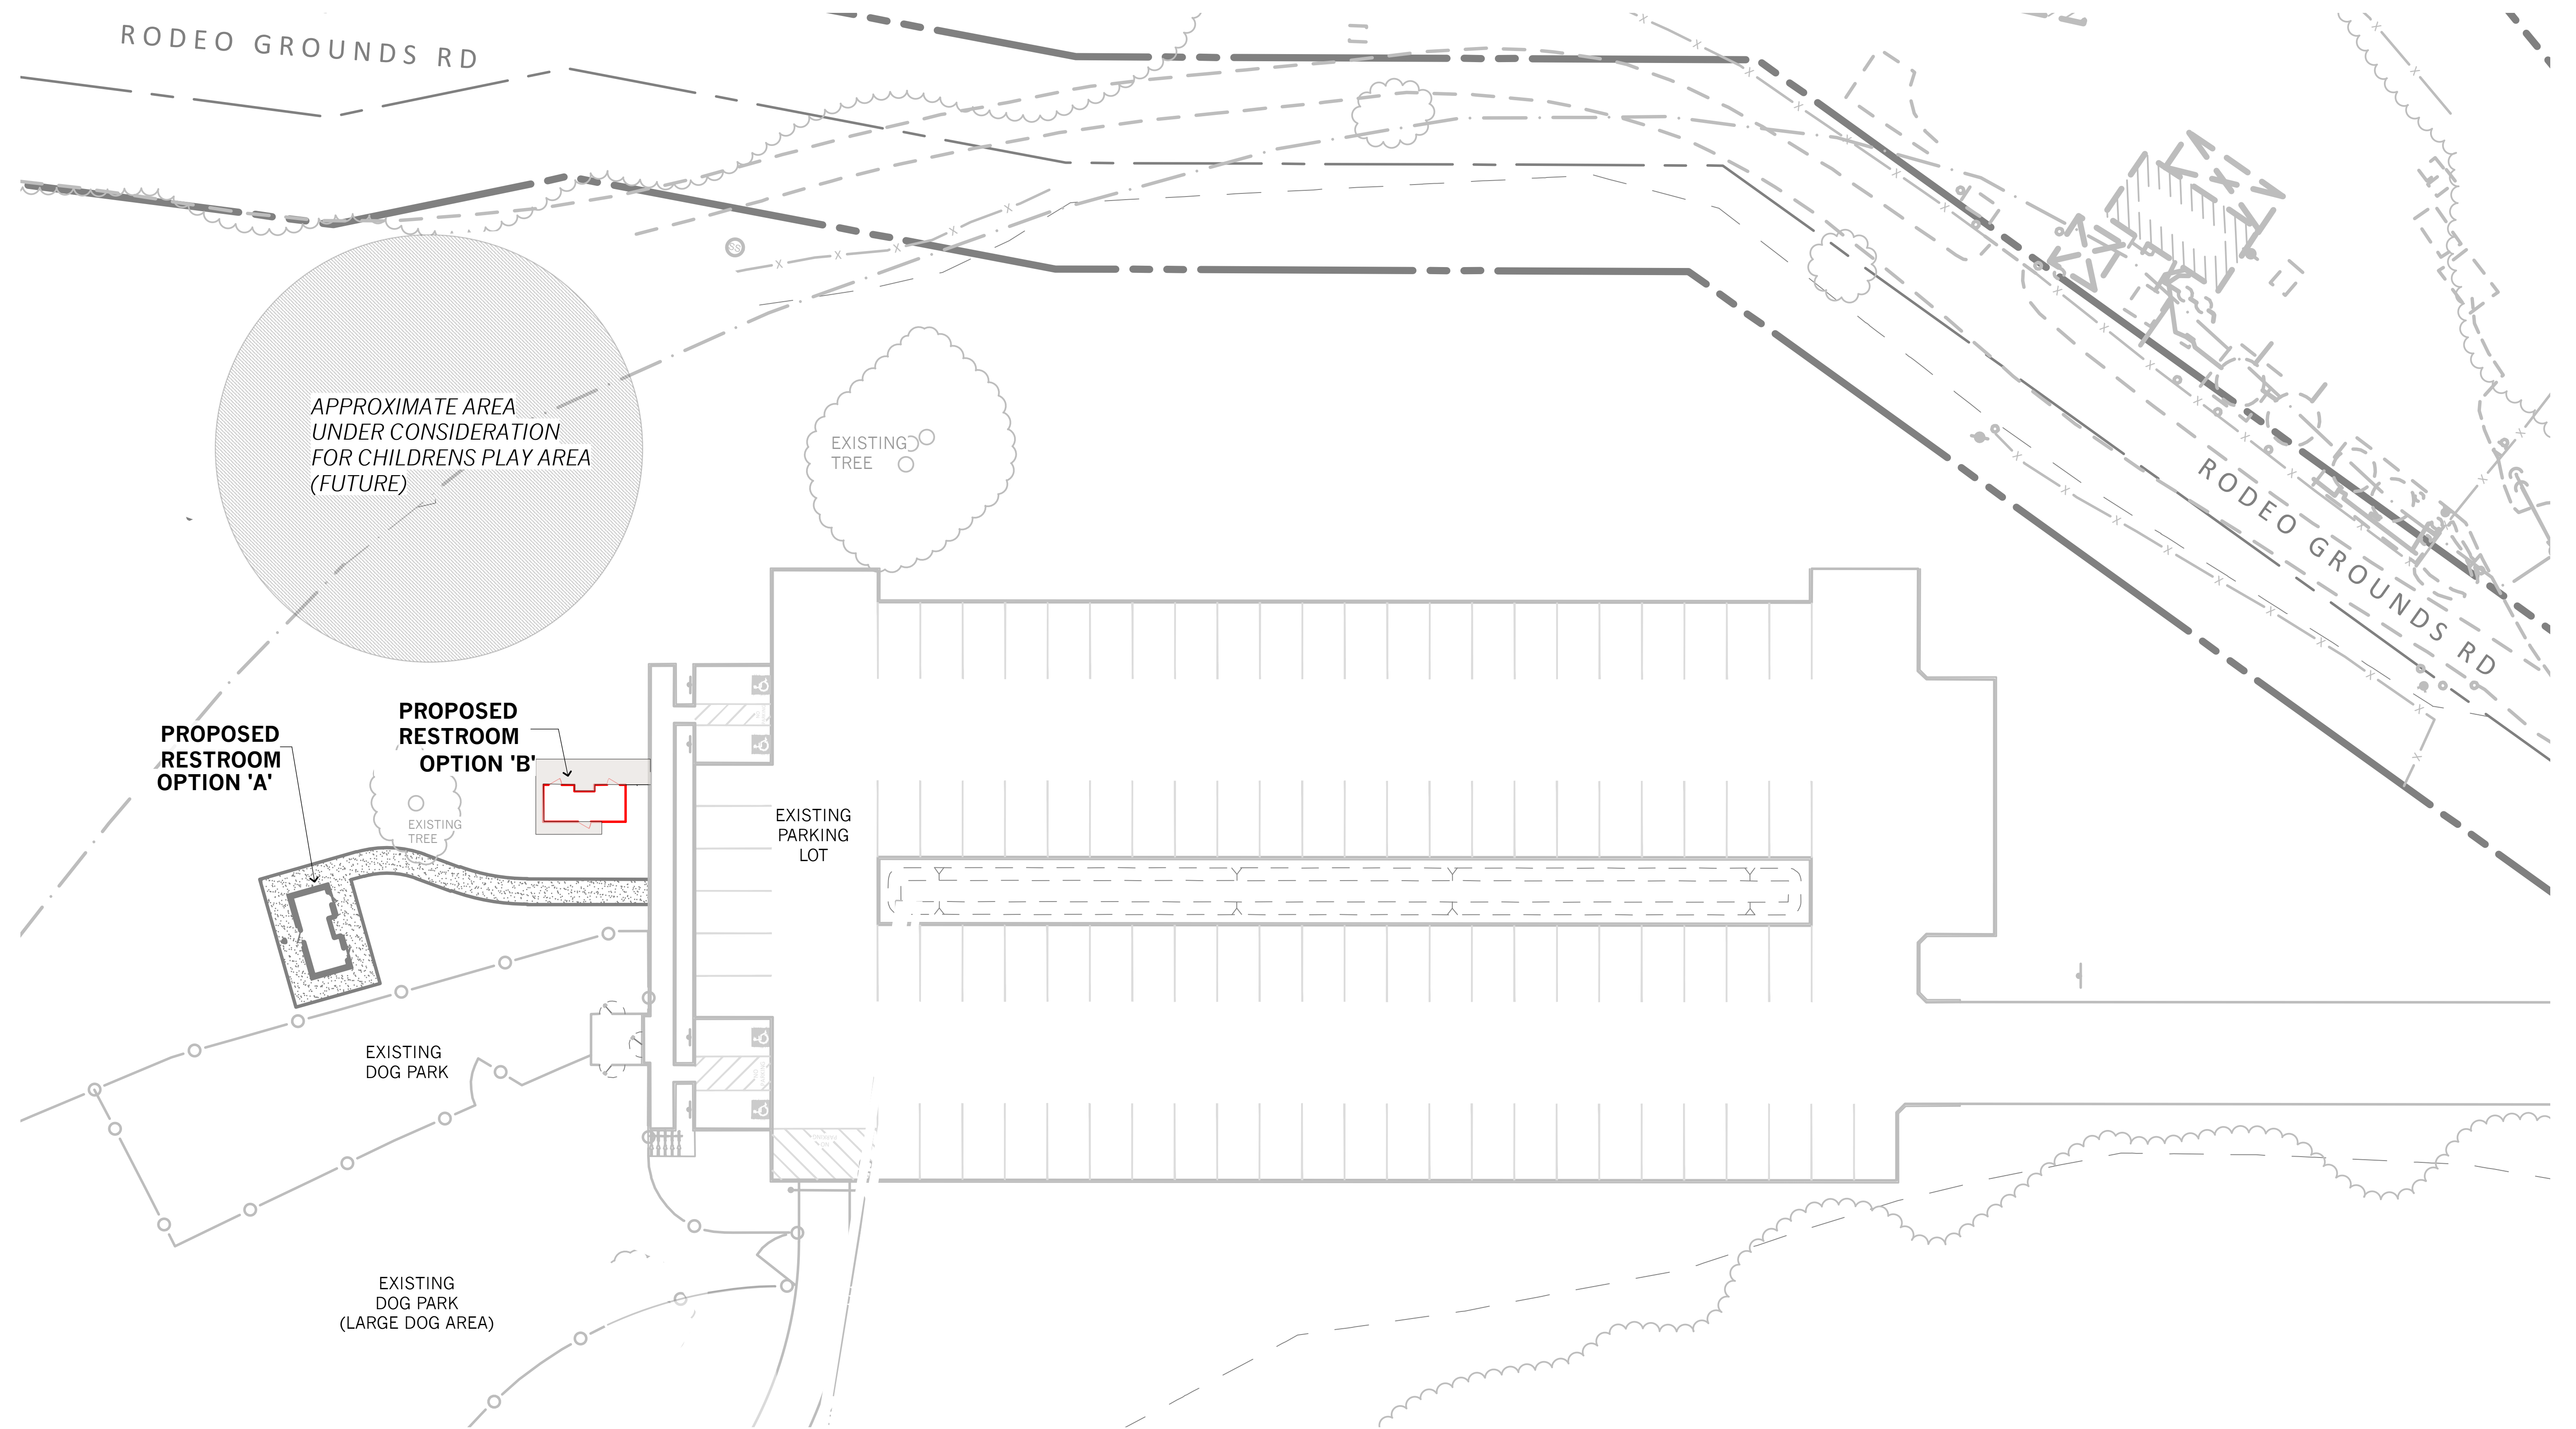 RODEO GROUNDS RD
SS
APPROXIMATE AREA
UNDER CONSIDERATION
FOR CHILDRENS PLAY AREA
(FUTURE)
EXISTING
TREE
RODEO GROUNDS RD
PROPOSED
RESTROOM
OPTION 'A'
PROPOSED
RESTROOM
OPTION 'B'
EXISTING
TREE
EXISTING
PARKING
LOT
EXISTING
DOG PARK
EXISTING
DOG PARK
(LARGE DOG AREA)